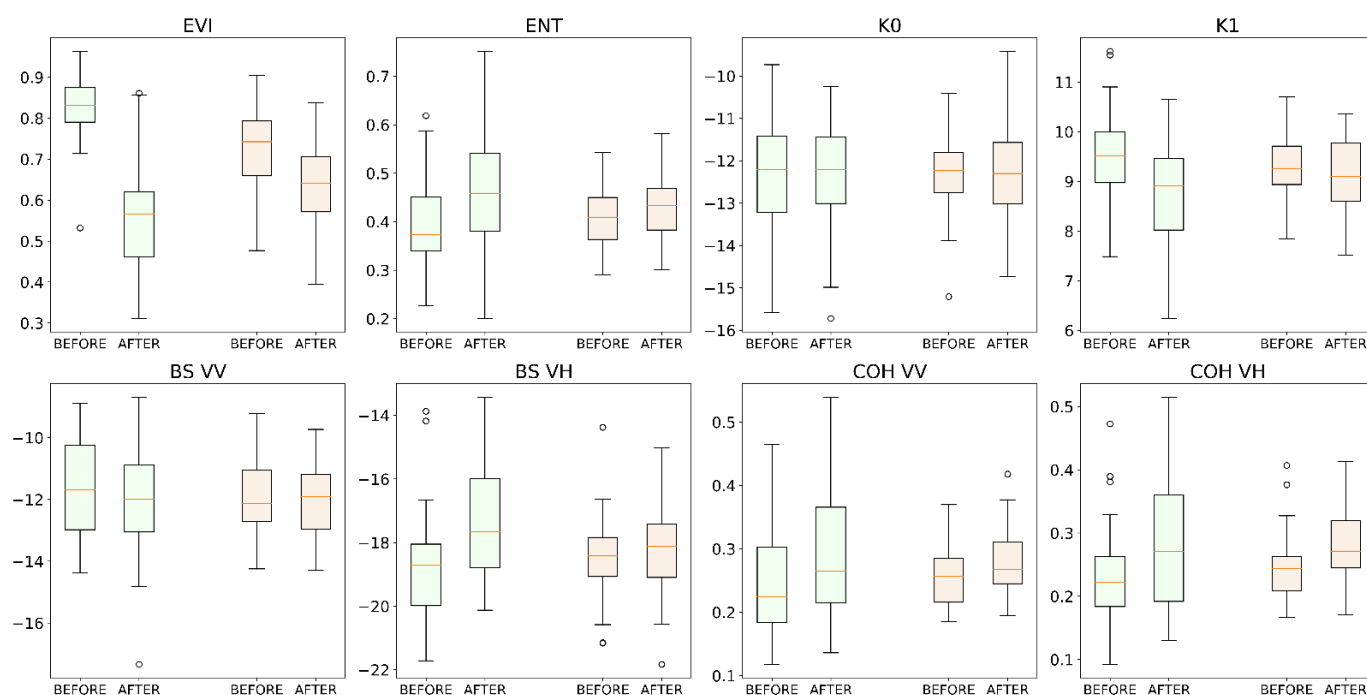 EVI
0.9
0.8
0.7
0.6
0.5
0.4
0.3
BEFORE AFTER BEFORE AFTER
ENT
0.7
0.6
0.5
0.4
0.3
0.2
BEFORE AFTER BEFORE AFTER
K0
−10
−11
−12
−13
−14
−15
−16
BEFORE AFTER BEFORE AFTER
K1
11
10
9
8
7
6
BEFORE AFTER BEFORE AFTER
BS VV
−10
−12
−14
−16
BEFORE AFTER BEFORE AFTER
BS VH
−14
−16
−18
−20
−22
BEFORE AFTER BEFORE AFTER
COH VV
0.5
0.4
0.3
0.2
0.1
BEFORE AFTER BEFORE AFTER
COH VH
0.5
0.4
0.3
0.2
0.1
BEFORE AFTER BEFORE AFTER